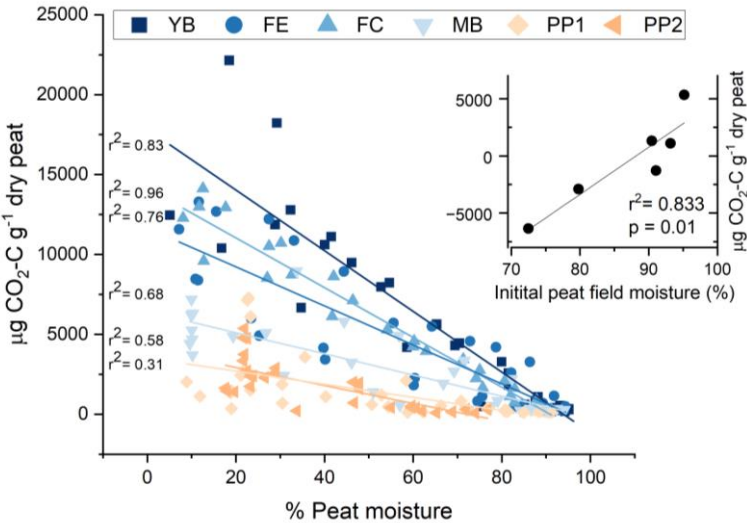 YB FE FC MB PP1 PP2
25000
20000
15000
10000
5000
0
µg CO2-C g-1 dry peat
r2= 0.83
r2= 0.96
r2= 0.76
r2= 0.68
r2= 0.58
r2= 0.31
0 20 40 60 80 100
% Peat moisture
5000
0
−5000
r2= 0.833
p = 0.01
70 80 90 100
Initital peat field moisture (%)
µg CO2-C g-1 dry peat